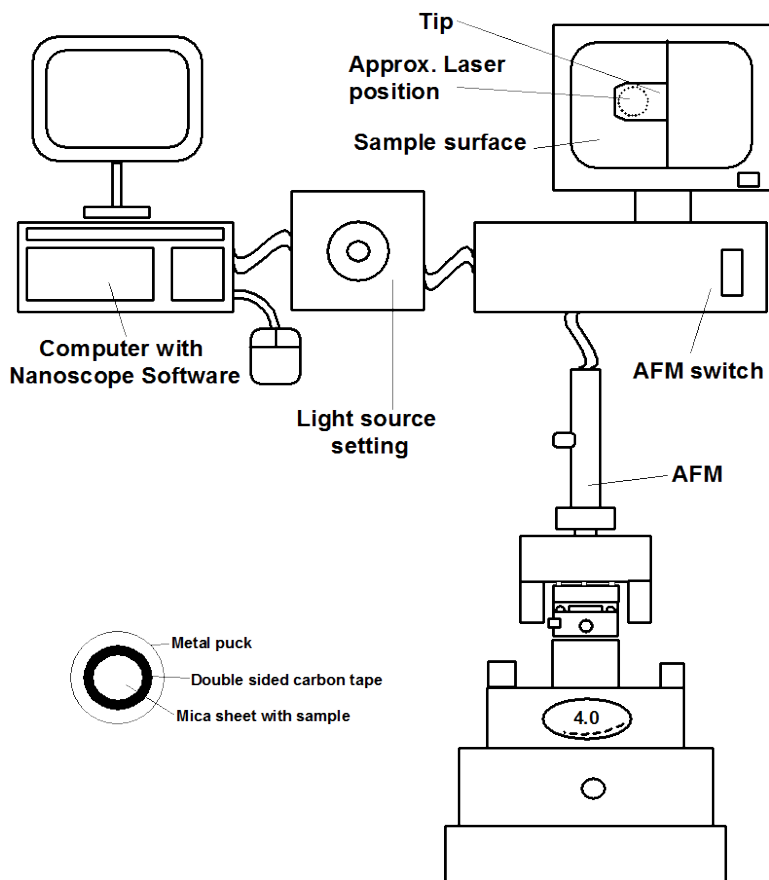 Tip
Approx. Laser
position
Sample surface
Computer with
Nanoscope Software
Light source
setting
AFM switch
AFM
Metal puck
Double sided carbon tape
Mica sheet with sample
4.0